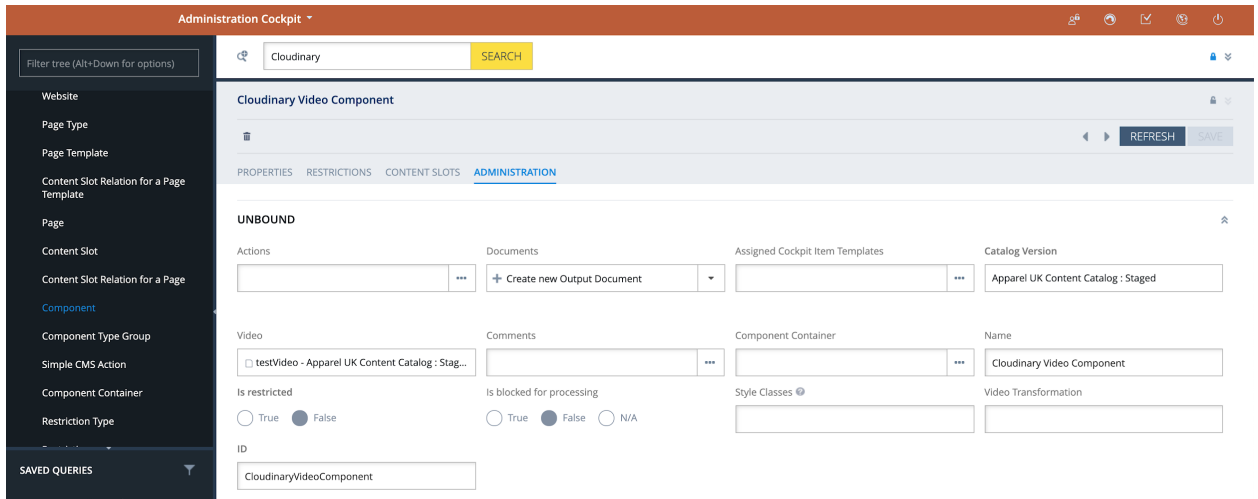 Administration Cockpit
Filter tree (Alt+Down for options)
Website
Page Type
Page Template
Content Slot Relation for a Page
Template
Page
Content Slot
Content Slot Relation for a Page
Component
Component Type Group
Simple CMS Action
Component Container
Restriction Type
SAVED QUERIES
Cloudinary
SEARCH
Cloudinary Video Component
REFRESH
SAVE
PROPERTIES RESTRICTIONS CONTENT SLOTS ADMINISTRATION
UNBOUND
Actions Documents Assigned Cockpit Item Templates Catalog Version
Create new Output Document Apparel UK Content Catalog : Staged
Video Comments Component Container Name
testVideo - Apparel UK Content Catalog : Stag... Cloudinary Video Component
Is restricted Is blocked for processing Style Classes Video Transformation
True False True False N/A
ID
CloudinaryVideoComponent